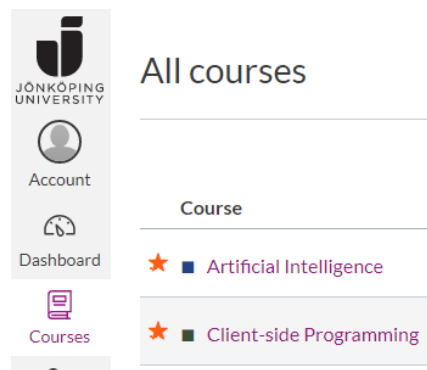 JÖNKÖPING
UNIVERSITY
Account
Dashboard
Courses
All courses
Course
Artificial Intelligence
Client-side Programming